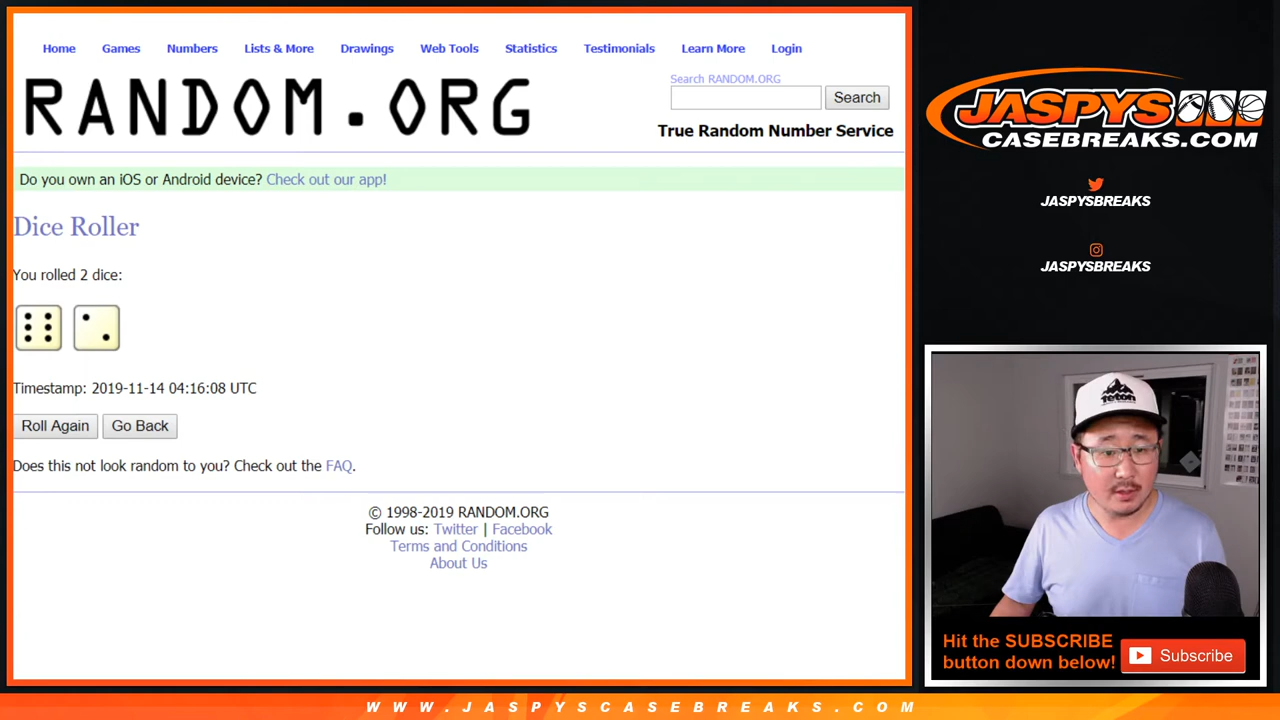 Home Games Numbers Lists & More Drawings Web Tools Statistics Testimonials Learn More Login
RANDOM.ORG
Search RANDOM.ORG
Search
True Random Number Service
Do you own an iOS or Android device? Check out our app!
Dice Roller
You rolled 2 dice:
Timestamp: 2019-11-14 04:16:08 UTC
Roll Again Go Back
Does this not look random to you? Check out the FAQ.
© 1998-2019 RANDOM.ORG
Follow us: Twitter | Facebook
Terms and Conditions
About Us
JASPYS
CASEBREAKS.COM
JASPYSBREAKS
JASPYSBREAKS
Teton
Hit the SUBSCRIBE
button down below!
Subscribe
WWW.JASPYSCASEBREAKS.COM